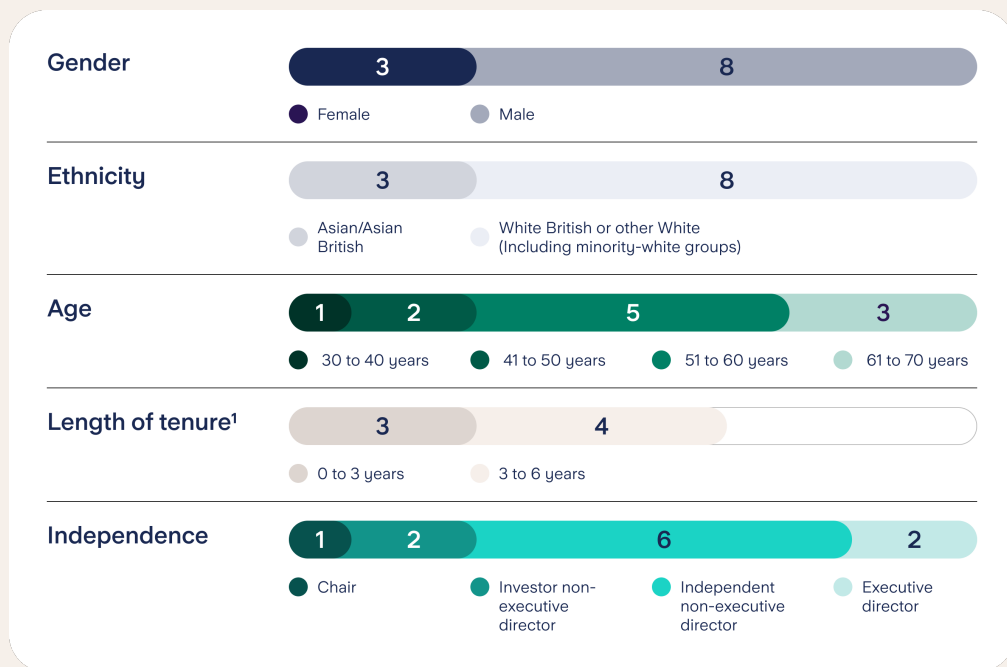 Gender
3 8
Female Male
Ethnicity
3 8
Asian/Asian British
White British or other White (Including minority-white groups)
Age
1 2 5 3
30 to 40 years 41 to 50 years 51 to 60 years 61 to 70 years
Length of tenure¹
3 4
0 to 3 years 3 to 6 years
Independence
1 2 6 2
Chair
Investor non-
executive
director
Independent
non-executive
director
Executive
director